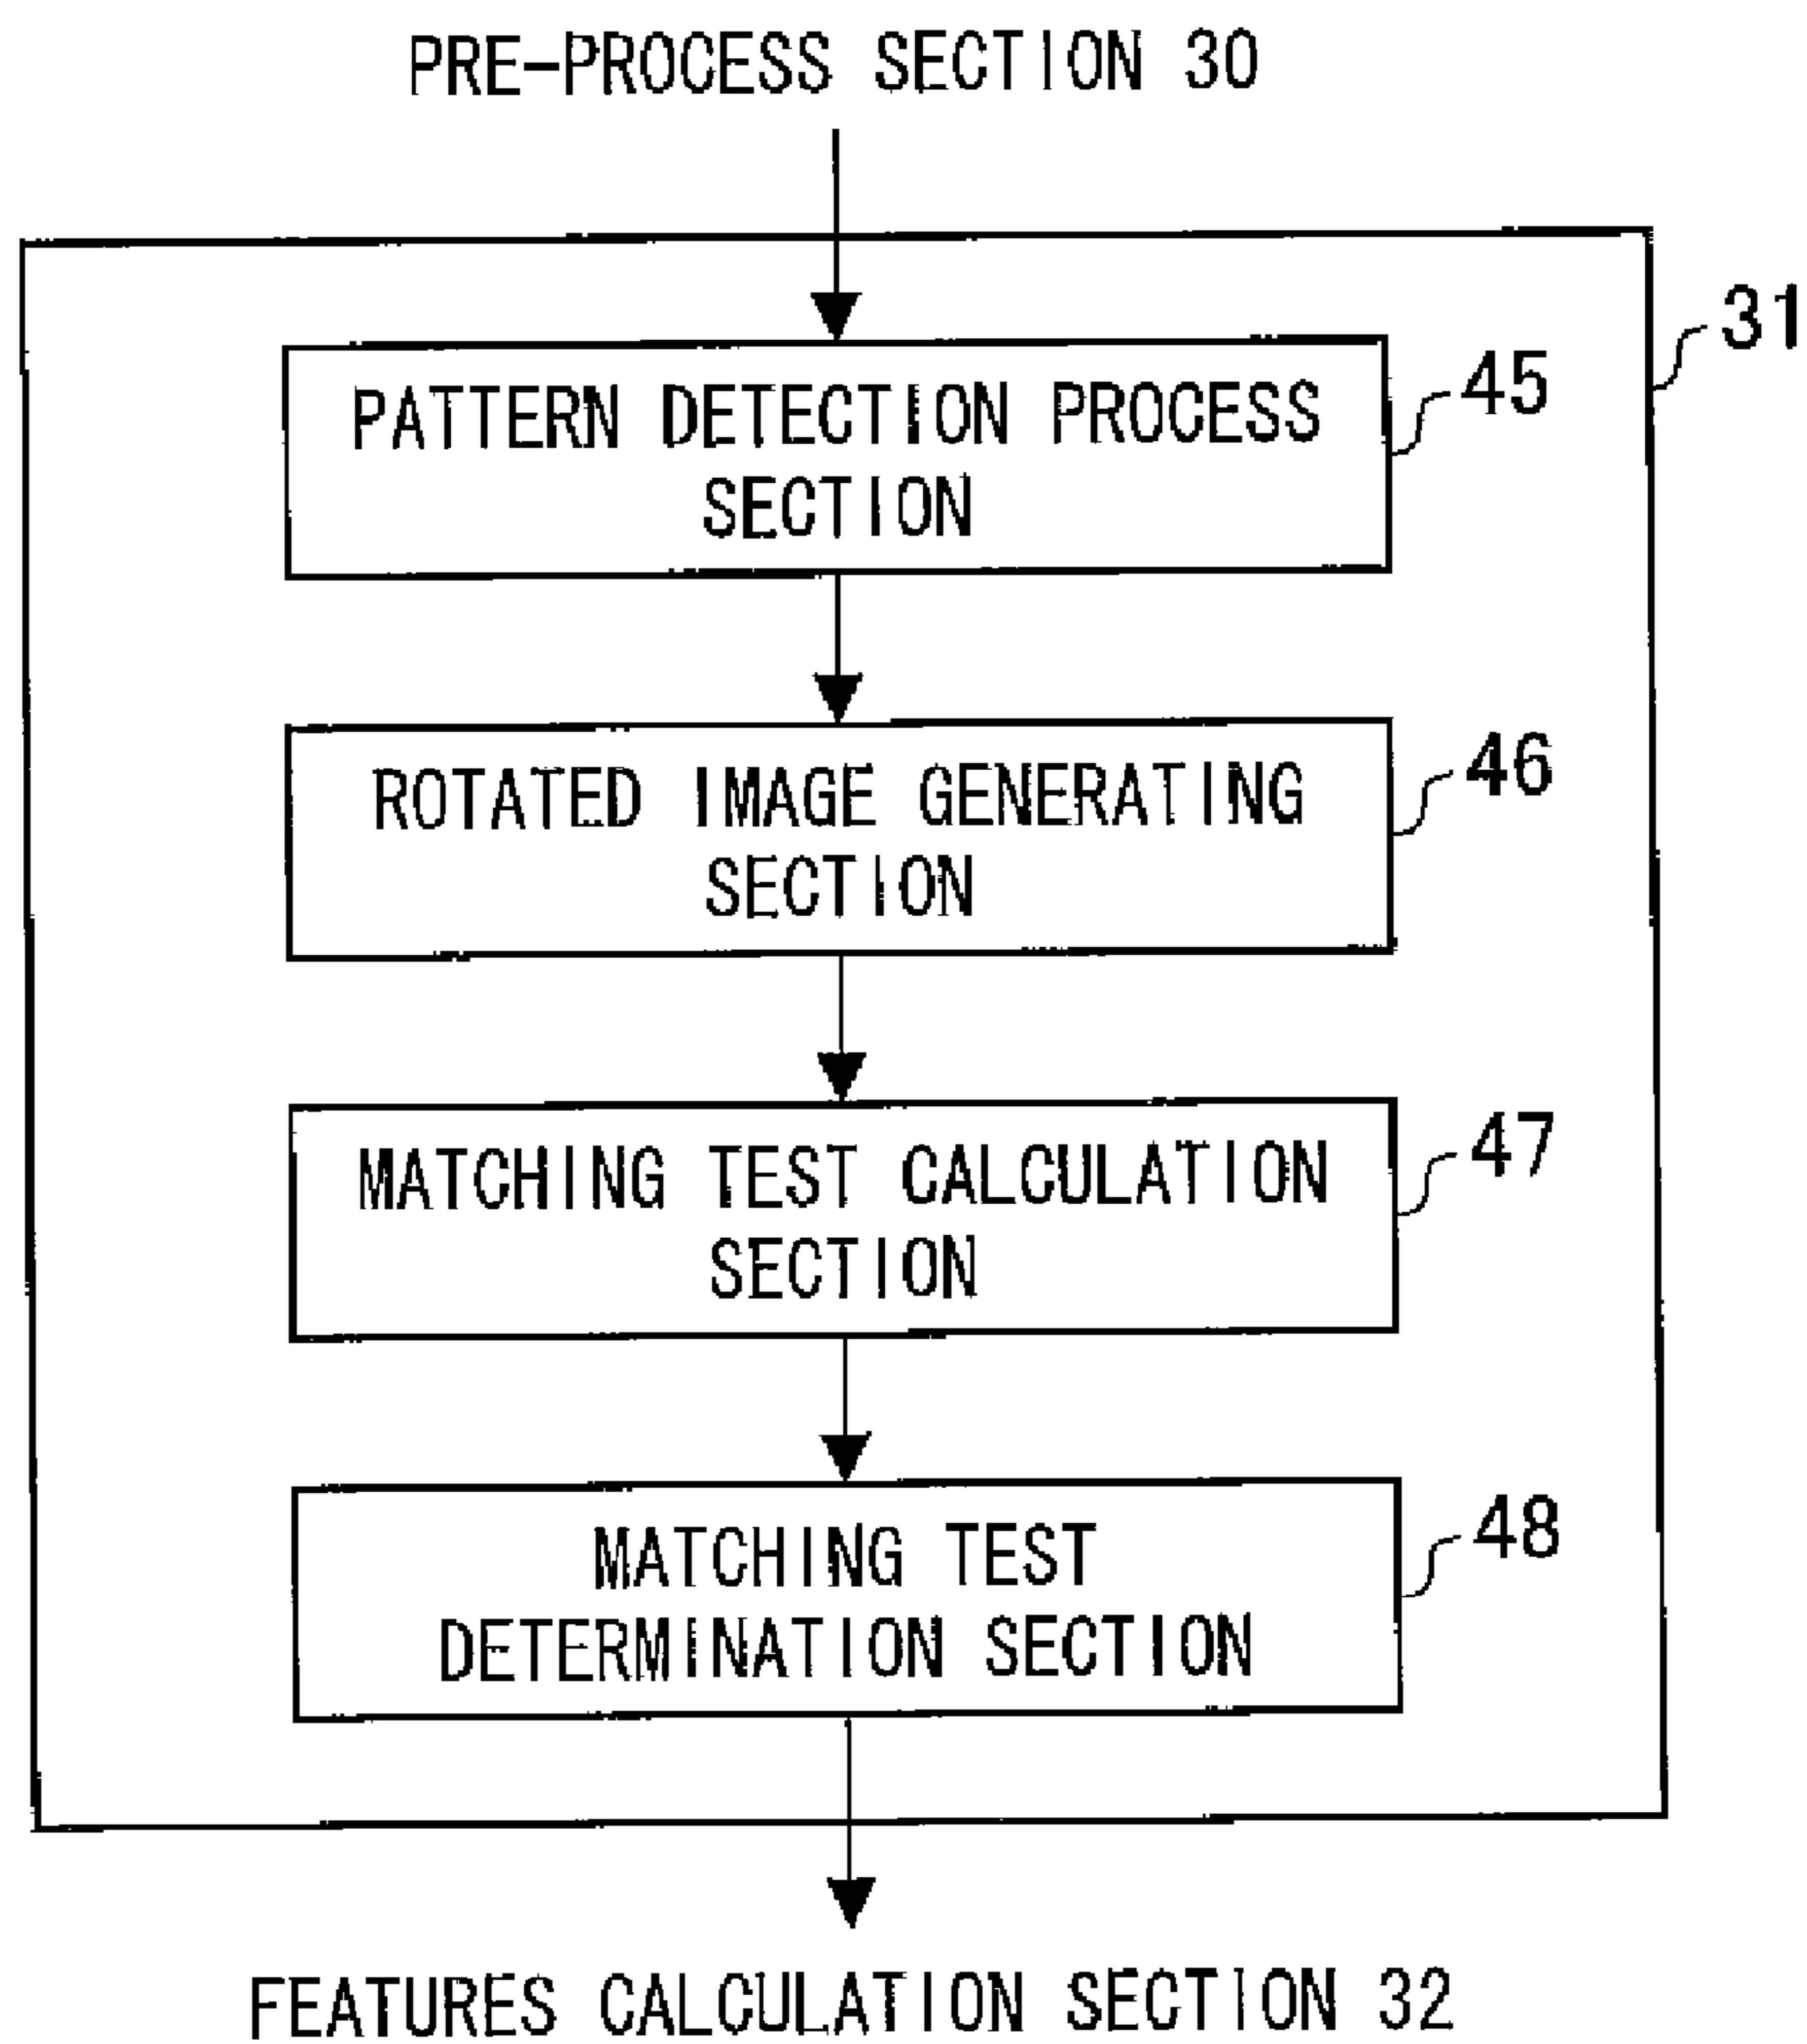 PRE-PROCESS SECTION 30
31
PATTERN DETECTION PROCESS
SECTION
45
ROTATED IMAGE GENERATING
SECTION
46
MATCHING TEST CALCULATION
SECTION
47
MATCHING TEST
DETERMINATION SECTION
48
FEATURES CALCULATION SECTION 32